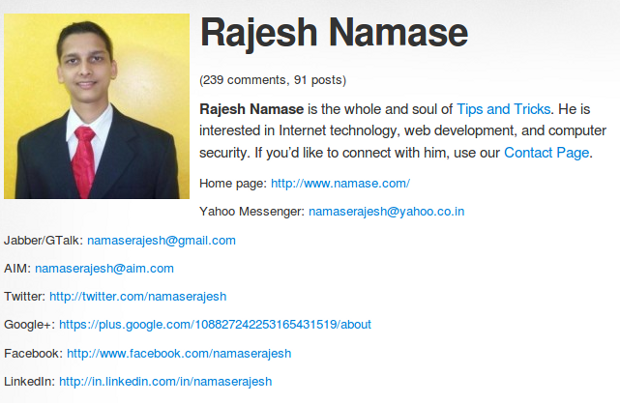 Rajesh Namase
(239 comments, 91 posts)
Rajesh Namase is the whole and soul of Tips and Tricks. He is
interested in Internet technology, web development, and computer
security. If you'd like to connect with him, use our Contact Page.
Home page: http://www.namase.com/
Yahoo Messenger: namaserajesh@yahoo.co.in
Jabber/GTalk: namaserajesh@gmail.com
AIM: namaserajesh@aim.com
Twitter: http://twitter.com/namaserajesh
Google+: https://plus.google.com/108827242253165431519/about
Facebook: http://www.facebook.com/namaserajesh
LinkedIn: http://in.linkedin.com/in/namaserajesh